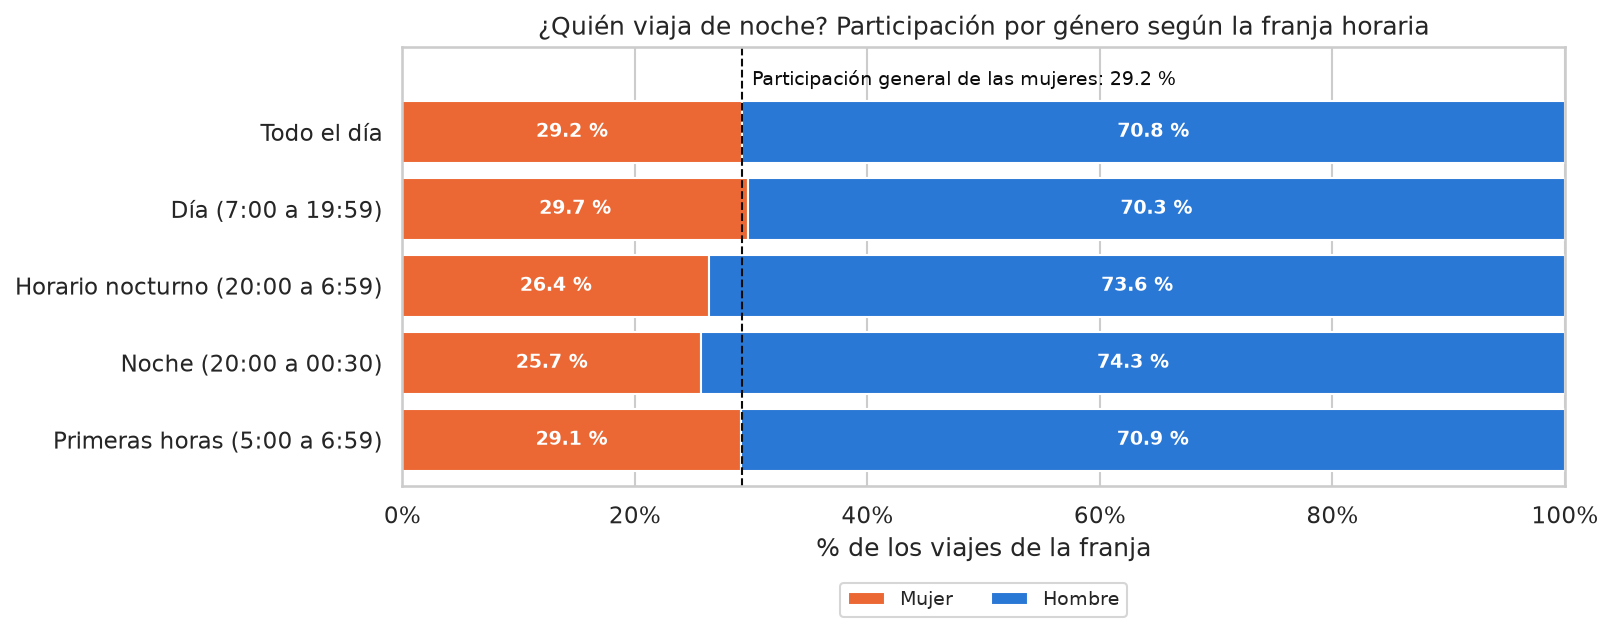 ¿Quién viaja de noche? Participación por género según la franja horaria
Participación general de las mujeres: 29.2 %
Todo el día
29.2 %
70.8 %
Día (7:00 a 19:59)
29.7 %
70.3 %
Horario nocturno (20:00 a 6:59)
26.4 %
73.6 %
Noche (20:00 a 00:30)
25.7 %
74.3 %
Primeras horas (5:00 a 6:59)
29.1 %
70.9 %
0% 20% 40% 60% 80% 100%
% de los viajes de la franja
Mujer Hombre